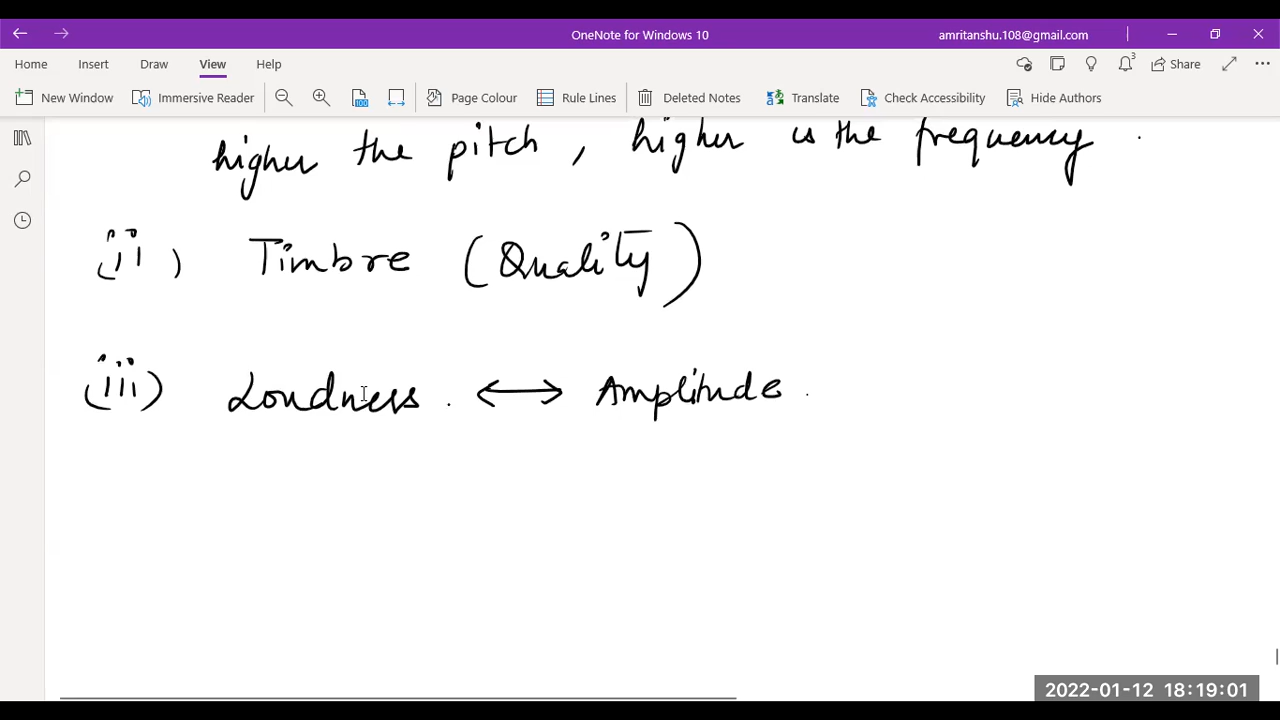 OneNote for Windows 10
amritanshu.108@gmail.com
Home Insert Draw View Help
3
Share
New Window Immersive Reader 100 Page Colour Rule Lines Deleted Notes Translate Check Accessibility Hide Authors
higher the pitch, higher is the frequency.
(ii) Timbre (Quality)
(iii) Loudness. ↔ Amplitude.
2022-01-12 18:19:01